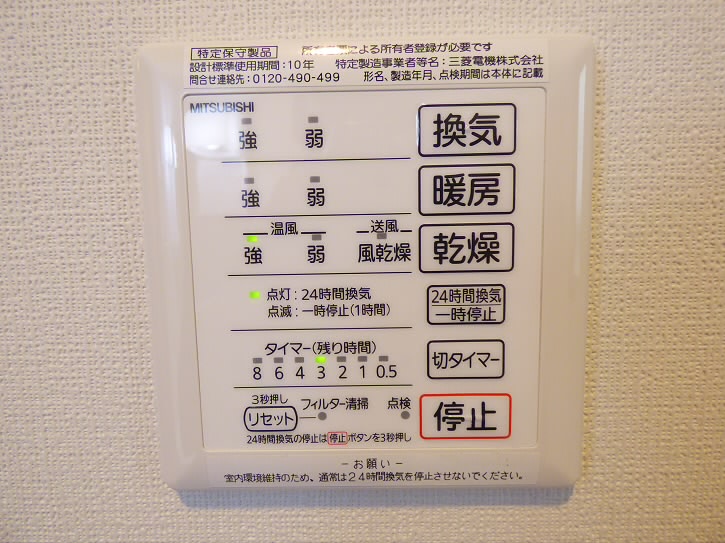 特定保守製品 による所有者登録が必要です
設計標準使用期間:10年 特定製造事業者等名:三菱電機株式会社
問合せ連絡先:0120-490-499 形名、製造年月、点検期間は本体に記載
MITSUBISHI
強 弱 換気
強 弱 暖房
温風 送風
強 弱 風乾燥 乾燥
点灯:24時間換気
点滅:一時停止(1時間)
24時間換気
一時停止
タイマー(残り時間)
8 6 4 3 2 1 0.5
切タイマー
3秒押し
リセット フィルター清掃 点検
停止
24時間換気の停止は停止ボタンを3秒押し
-お願い-
室内環境維持のため、通常は24時間換気を停止させないでください。